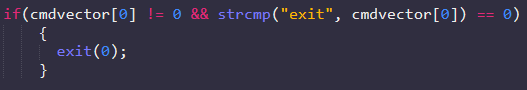 if(cmdvector[0] != 0 && strcmp("exit", cmdvector[0]) == 0)
{
exit(0);
}